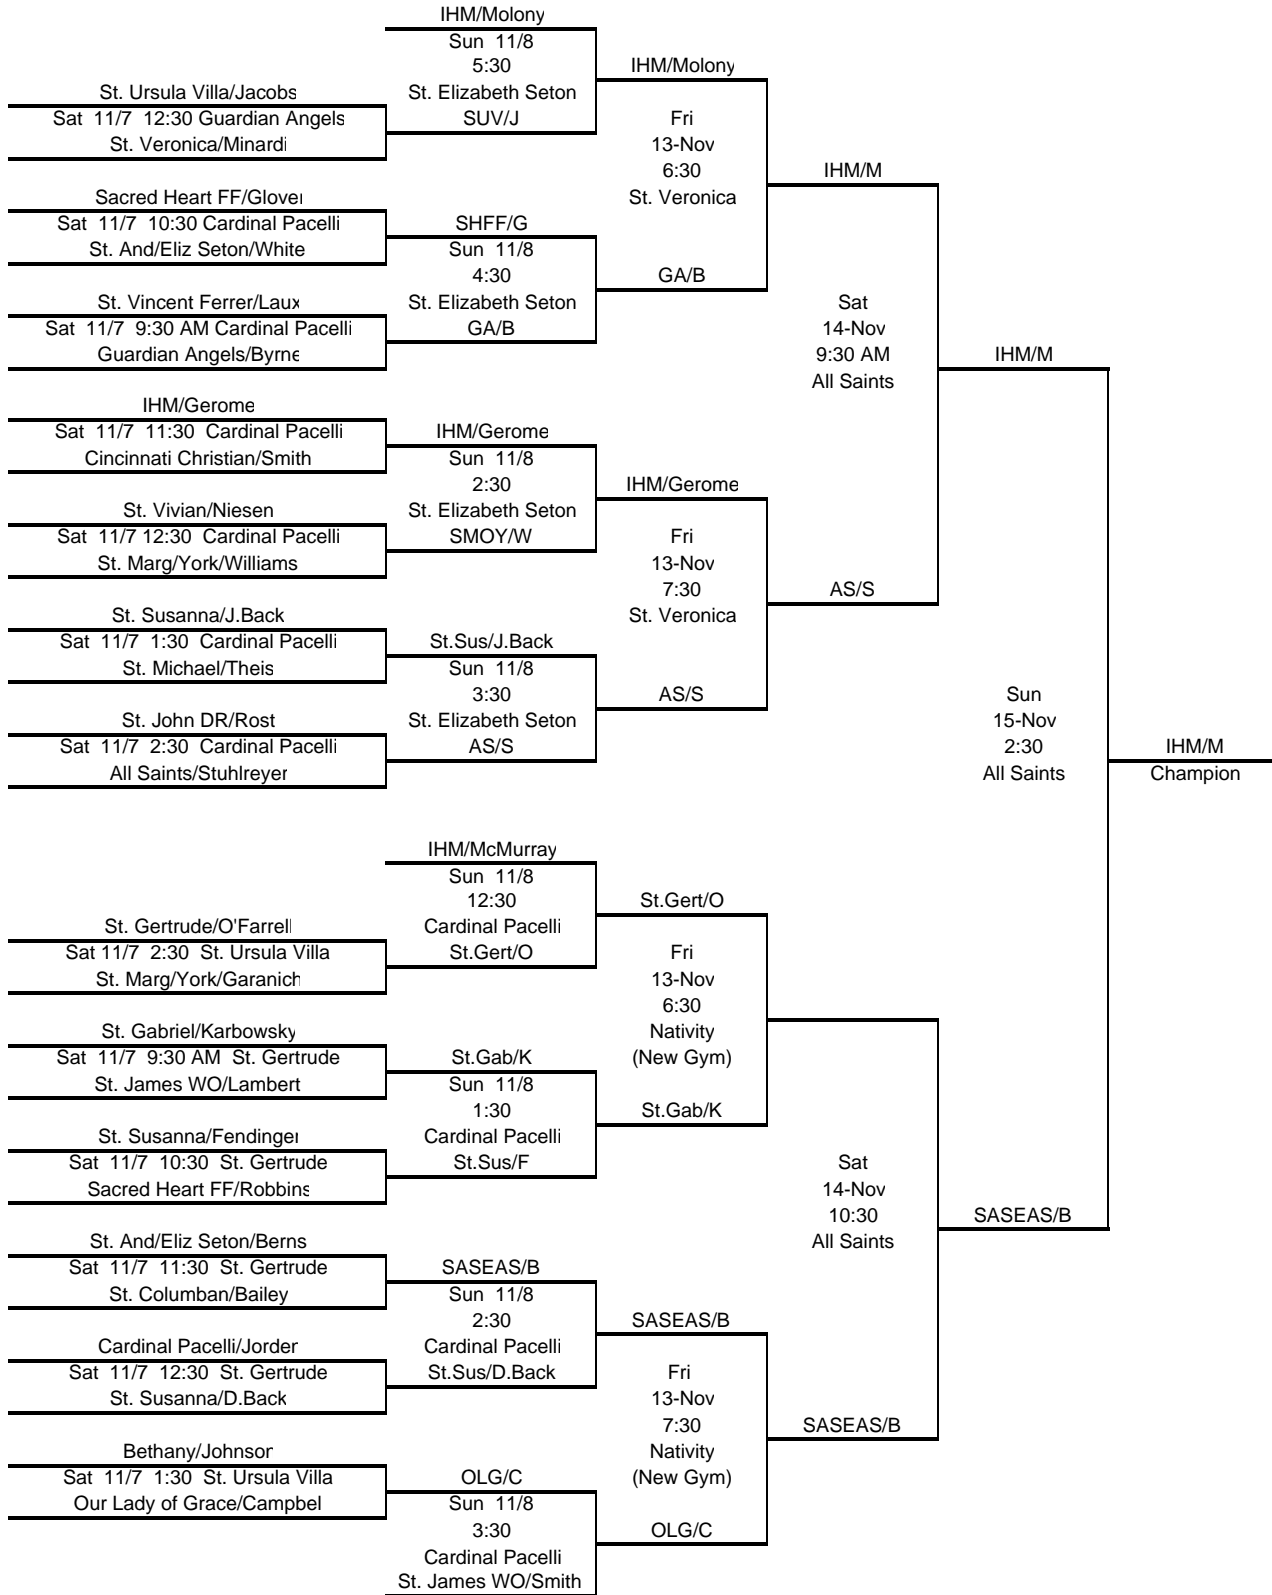 IHM/Molony
Sun 11/8
5:30
IHM/Molony
St. Ursula Villa/Jacobs
St. Elizabeth Seton
Sat 11/7 12:30 Guardian Angels
SUV/J
Fri
St. Veronica/Minardi
13-Nov
6:30
IHM/M
Sacred Heart FF/Glover
St. Veronica
Sat 11/7 10:30 Cardinal Pacelli
SHFF/G
St. And/Eliz Seton/White
Sun 11/8
4:30
GA/B
St. Vincent Ferrer/Laux
St. Elizabeth Seton
Sat
Sat 11/7 9:30 AM Cardinal Pacelli
GA/B
14-Nov
Guardian Angels/Byrne
9:30 AM
IHM/M
All Saints
IHM/Gerome
Sat 11/7 11:30 Cardinal Pacelli
IHM/Gerome
Cincinnati Christian/Smith
Sun 11/8
2:30
IHM/Gerome
St. Vivian/Niesen
St. Elizabeth Seton
Sat 11/7 12:30 Cardinal Pacelli
SMOY/W
Fri
St. Marg/York/Williams
13-Nov
7:30
AS/S
St. Susanna/J.Back
St. Veronica
Sat 11/7 1:30 Cardinal Pacelli
St.Sus/J.Back
St. Michael/Theis
Sun 11/8
3:30
AS/S
Sun
St. John DR/Rost
St. Elizabeth Seton
15-Nov
Sat 11/7 2:30 Cardinal Pacelli
AS/S
2:30
IHM/M
All Saints/Stuhlreyer
All Saints
Champion
IHM/McMurray
Sun 11/8
12:30
St.Gert/O
St. Gertrude/O'Farrell
Cardinal Pacelli
Sat 11/7 2:30 St. Ursula Villa
St.Gert/O
Fri
St. Marg/York/Garanich
13-Nov
6:30
St. Gabriel/Karbowsky
Nativity
Sat 11/7 9:30 AM St. Gertrude
St.Gab/K
(New Gym)
St. James WO/Lambert
Sun 11/8
1:30
St.Gab/K
St. Susanna/Fendinger
Cardinal Pacelli
Sat 11/7 10:30 St. Gertrude
St.Sus/F
Sat
Sacred Heart FF/Robbins
14-Nov
10:30
SASEAS/B
St. And/Eliz Seton/Berns
All Saints
Sat 11/7 11:30 St. Gertrude
SASEAS/B
St. Columban/Bailey
Sun 11/8
2:30
SASEAS/B
Cardinal Pacelli/Jorden
Cardinal Pacelli
Sat 11/7 12:30 St. Gertrude
St.Sus/D.Back
Fri
St. Susanna/D.Back
13-Nov
7:30
SASEAS/B
Bethany/Johnson
Nativity
Sat 11/7 1:30 St. Ursula Villa
OLG/C
(New Gym)
Our Lady of Grace/Campbel
Sun 11/8
3:30
OLG/C
Cardinal Pacelli
St. James WO/Smith